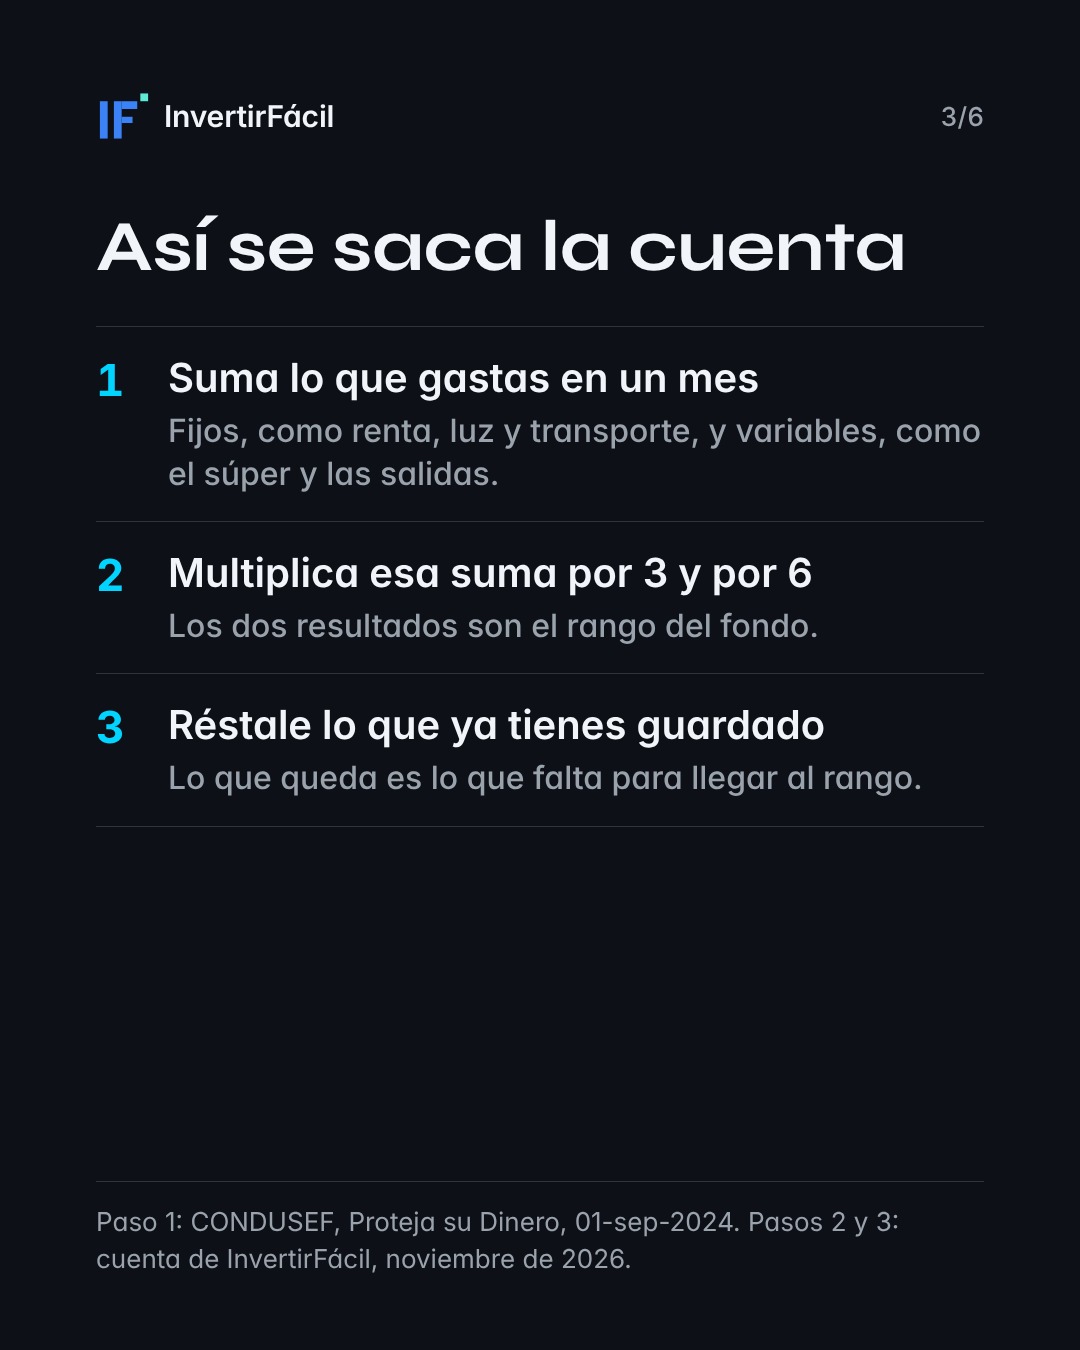 IF InvertirFácil
3/6
Así se saca la cuenta
1 Suma lo que gastas en un mes
Fijos, como renta, luz y transporte, y variables, como
el súper y las salidas.
2 Multiplica esa suma por 3 y por 6
Los dos resultados son el rango del fondo.
3 Réstale lo que ya tienes guardado
Lo que queda es lo que falta para llegar al rango.
Paso 1: CONDUSEF, Proteja su Dinero, 01-sep-2024. Pasos 2 y 3:
cuenta de InvertirFácil, noviembre de 2026.